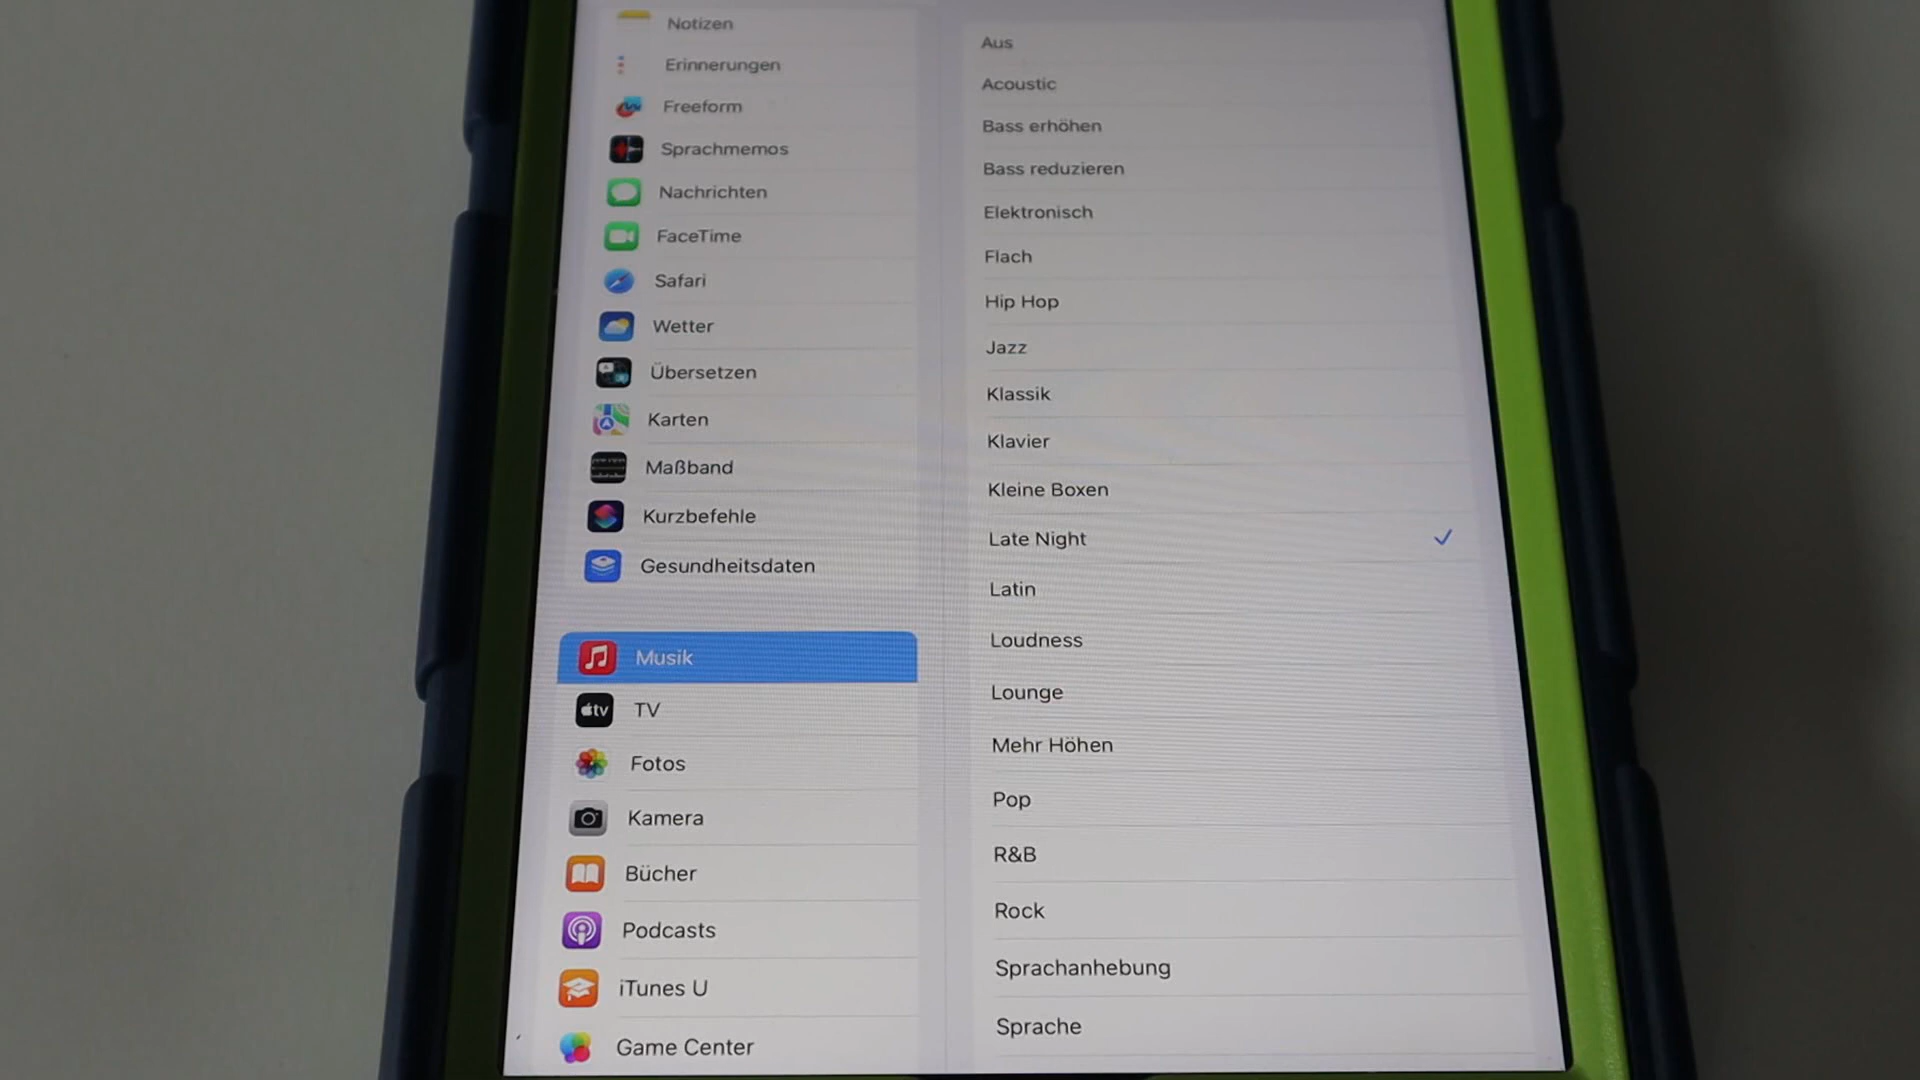 Notizen
Erinnerungen
Freeform
Sprachmemos
Nachrichten
FaceTime
Safari
Wetter
Übersetzen
Karten
Maßband
Kurzbefehle
Gesundheitsdaten
Musik
tv TV
Fotos
Kamera
Bücher
Podcasts
iTunes U
Game Center
Aus
Acoustic
Bass erhöhen
Bass reduzieren
Elektronisch
Flach
Hip Hop
Jazz
Klassik
Klavier
Kleine Boxen
Late Night
Latin
Loudness
Lounge
Mehr Höhen
Pop
R&B
Rock
Sprachanhebung
Sprache